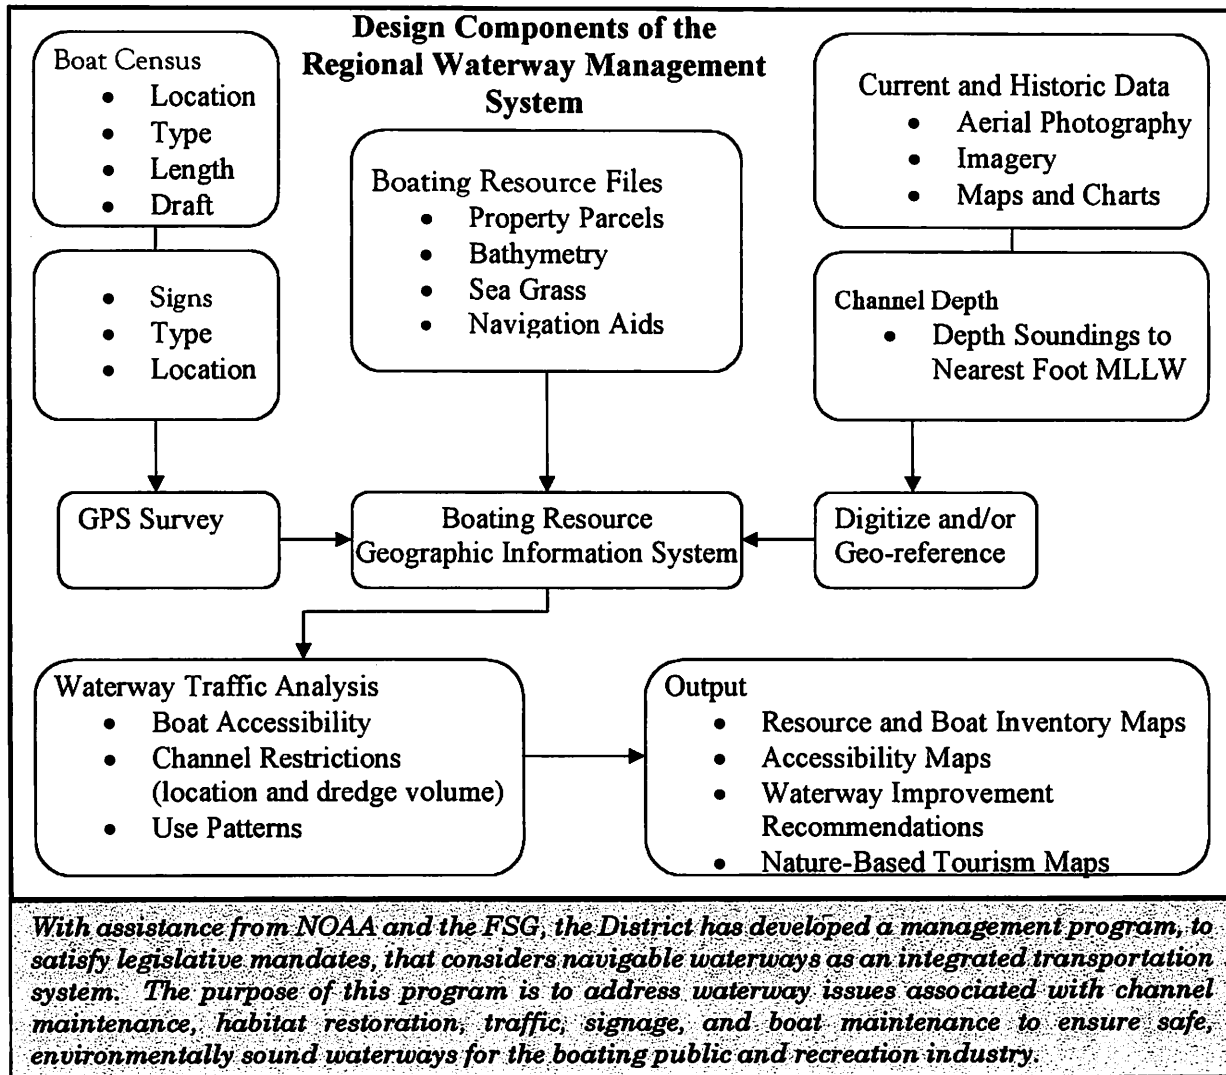 Design Components of the
Regional Waterway Management
System
Boat Census
• Location
• Type
• Length
• Draft
• Signs
• Type
• Location
GPS Survey
Boating Resource Files
• Property Parcels
• Bathymetry
• Sea Grass
• Navigation Aids
Current and Historic Data
• Aerial Photography
• Imagery
• Maps and Charts
Channel Depth
• Depth Soundings to
Nearest Foot MLLW
Digitize and/or
Geo-reference
Boating Resource
Geographic Information System
Waterway Traffic Analysis
• Boat Accessibility
• Channel Restrictions
(location and dredge volume)
• Use Patterns
Output
• Resource and Boat Inventory Maps
• Accessibility Maps
• Waterway Improvement
Recommendations
• Nature-Based Tourism Maps
With assistance from NOAA and the FSG, the District has developed a management program, to
satisfy legislative mandates, that considers navigable waterways as an integrated transportation
system. The purpose of this program is to address waterway issues associated with channel
maintenance, habitat restoration, traffic, signage, and boat maintenance to ensure safe,
environmentally sound waterways for the boating public and recreation industry.